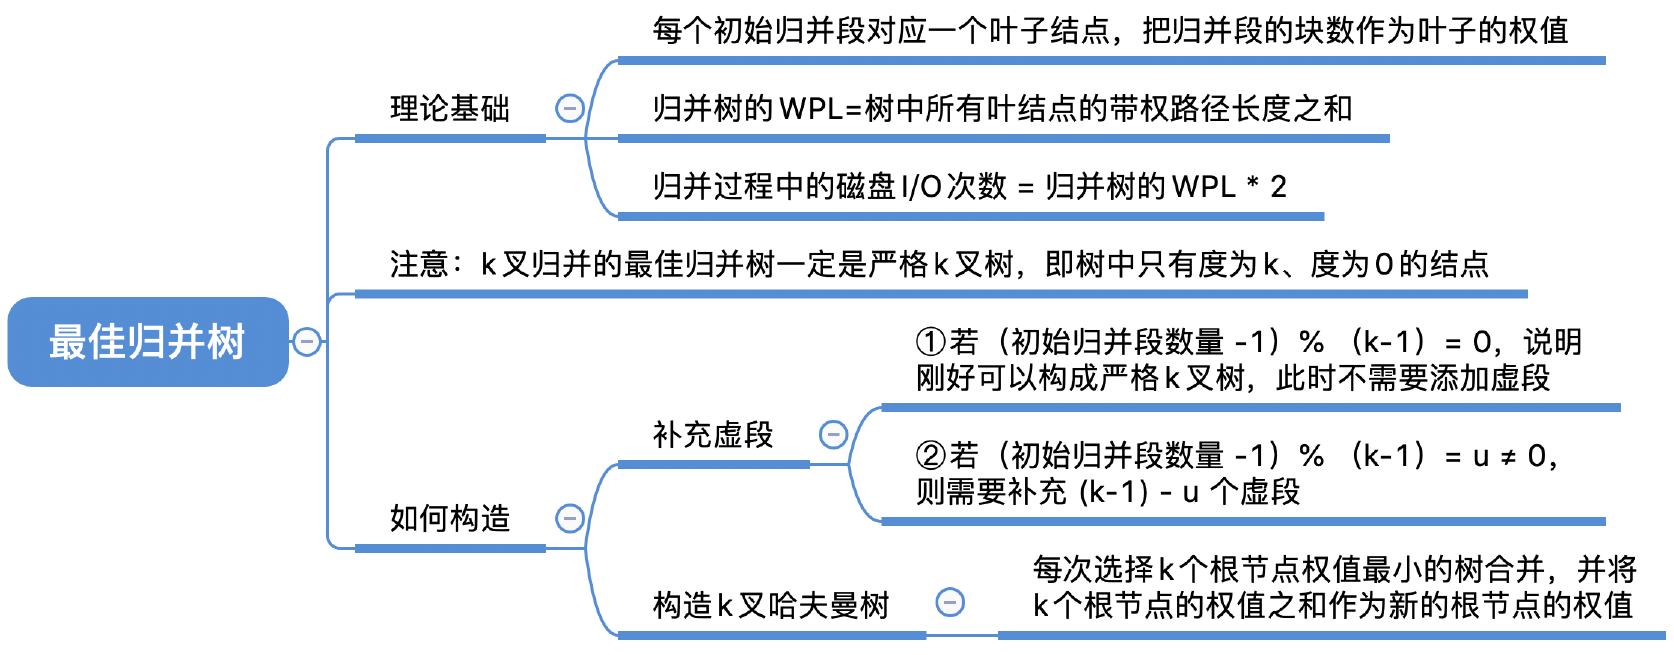 每个初始归并段对应一个叶子结点，把归并段的块数作为叶子的权值
理论基础
归并树的WPL=树中所有叶结点的带权路径长度之和
归并过程中的磁盘I/O次数 = 归并树的WPL * 2
注意：k叉归并的最佳归并树一定是严格k叉树，即树中只有度为k、度为0的结点
最佳归并树
①若（初始归并段数量 -1）% （k-1）= 0，说明
刚好可以构成严格k叉树，此时不需要添加虚段
补充虚段
②若（初始归并段数量 -1）% （k-1）= u ≠ 0，
则需要补充 (k-1) - u 个虚段
如何构造
每次选择k个根节点权值最小的树合并，并将
k个根节点的权值之和作为新的根节点的权值
构造k叉哈夫曼树